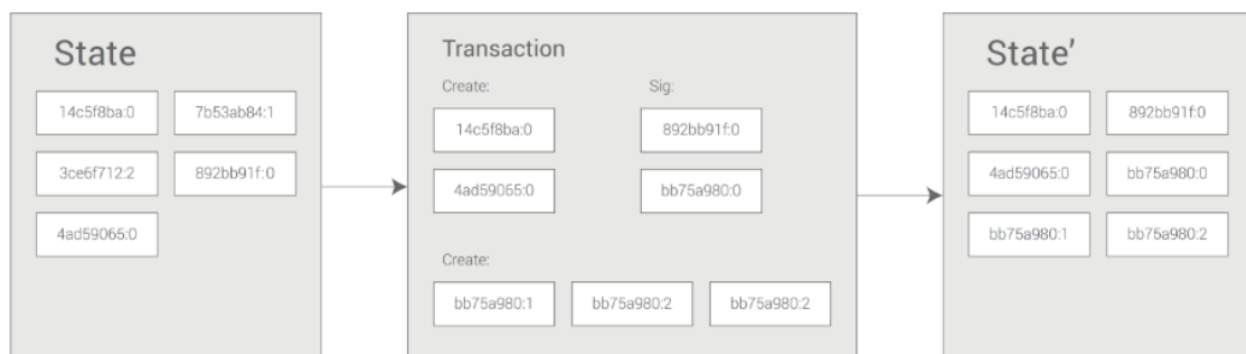 State
14c5f8ba:0 7b53ab84:1
3ce6f712:2 892bb91f:0
4ad59065:0
Transaction
Create: Sig:
14c5f8ba:0 892bb91f:0
4ad59065:0 bb75a980:0
Create:
bb75a980:1 bb75a980:2 bb75a980:2
State’
14c5f8ba:0 892bb91f:0
4ad59065:0 bb75a980:0
bb75a980:1 bb75a980:2